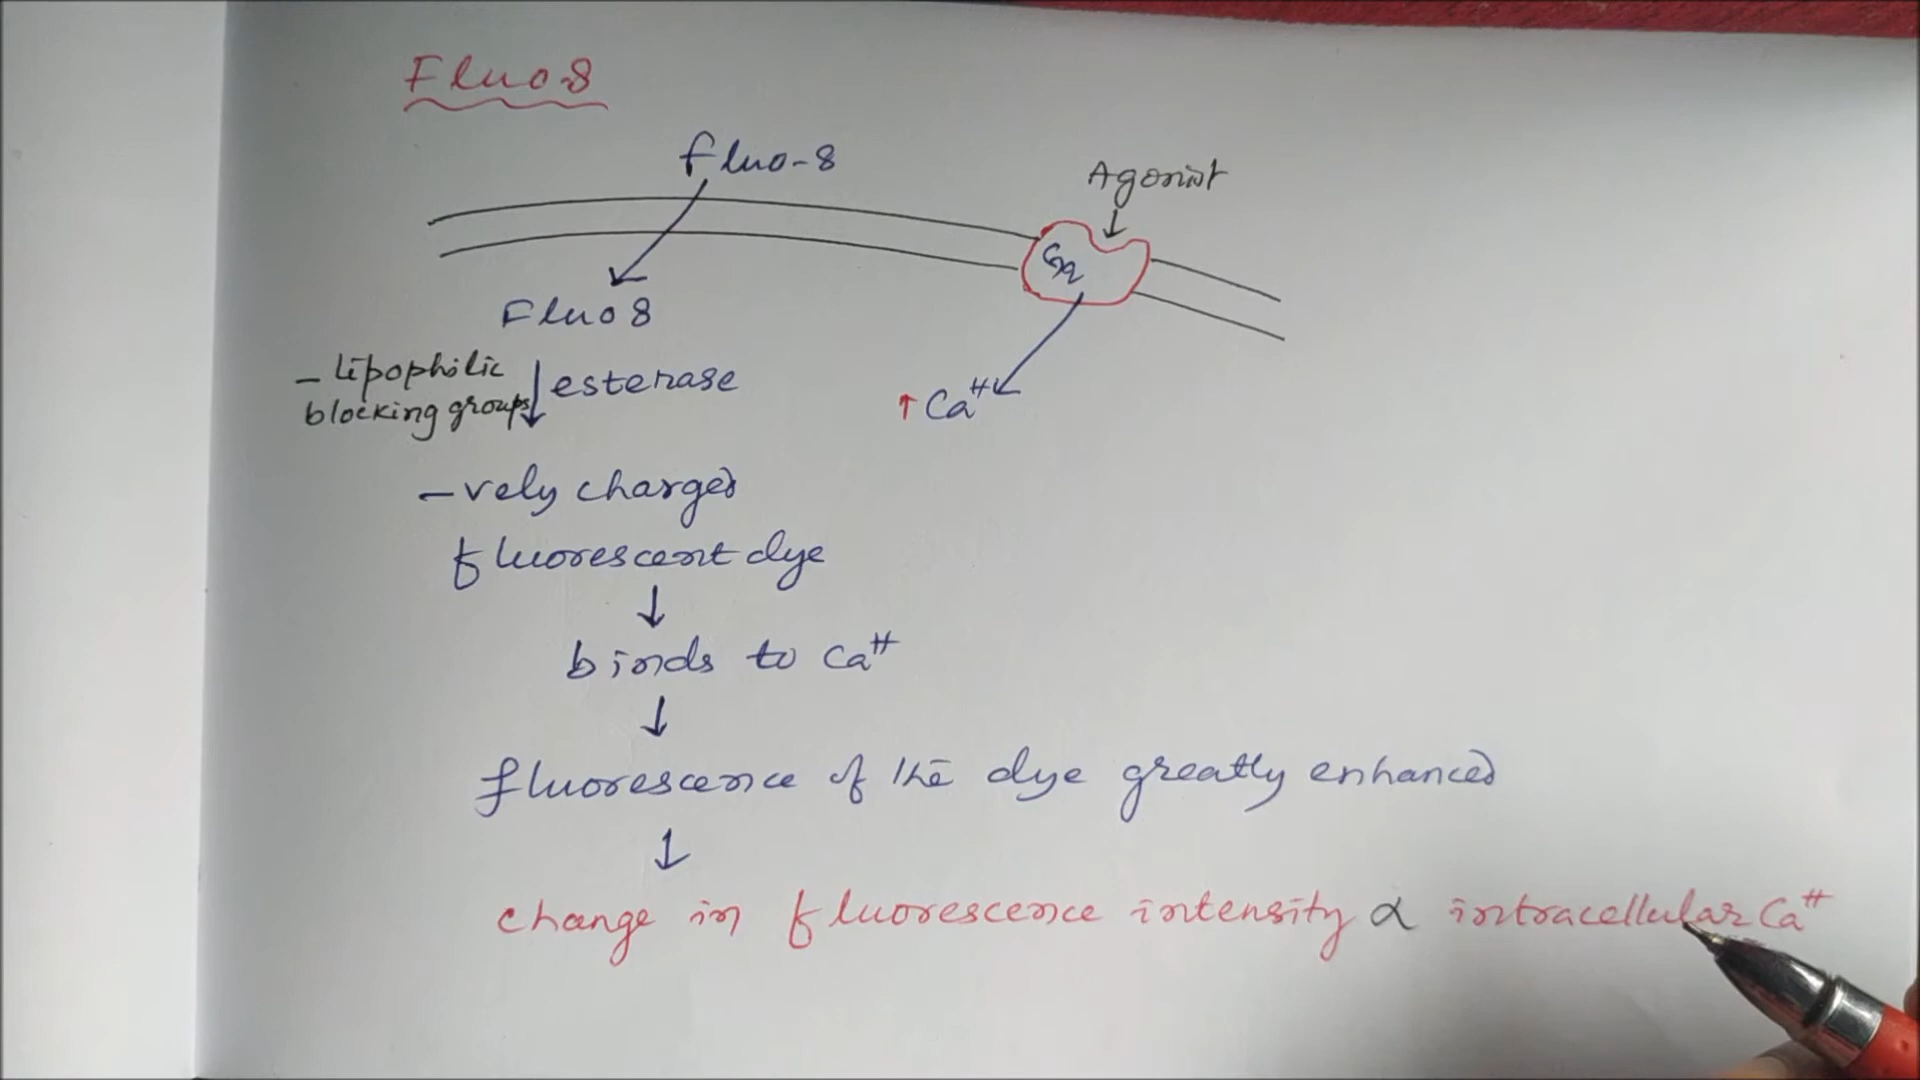 Fluo-8
fluo-8
Agonist
Gq
Fluo 8
- lipophilic
blocking groups
esterase
↑ Ca++
-vely charged
fluorescent dye
↓
binds to Ca++
↓
fluorescence of the dye greatly enhanced
↓
change in fluorescence intensity α intracellular Ca++